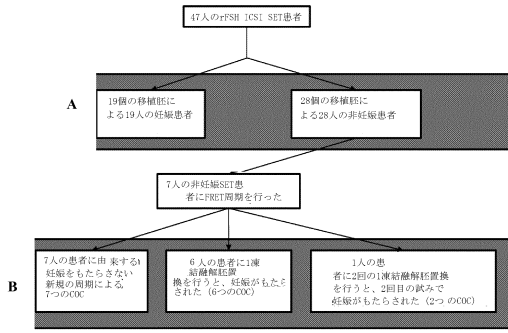 47人のrFSH ICSI SET患者
A
19個の移植胚に
よる19人の妊娠患者
28個の移植胚に
よる28人の非妊娠患者
7人の非妊娠SET患
者にFRET周期を行った
B
7人の患者に由来する
妊娠をもたらさない
新規の周期による
7つのCOC
6人の患者に1凍
結融解胚置
換を行うと、妊娠がもたら
された（6つのCOC）
1人の患
者に2回の1凍結融解胚置換
を行うと、2回目の試みで
妊娠がもたらされた（2つ のCOC）